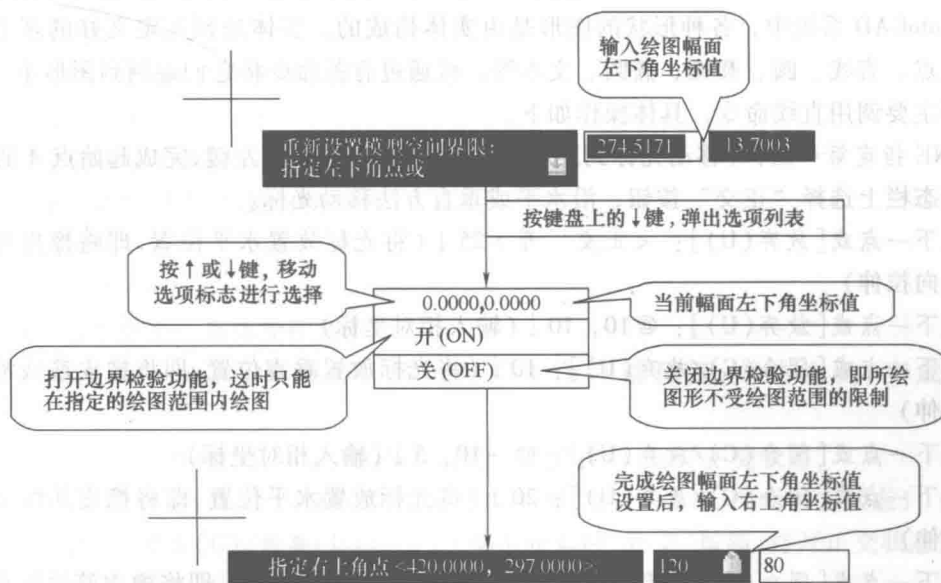 输入绘图幅面
左下角坐标值
重新设置模型空间界限:
指定左下角点或
274.5171
13.7003
按键盘上的↓键,弹出选项列表
按↑或↓键,移动
选项标志进行选择
0.0000,0.0000
当前幅面左下角坐标值
开(ON)
打开边界检验功能,这时只能
在指定的绘图范围内绘图
关(OFF)
关闭边界检验功能,即所绘
图形不受绘图范围的限制
完成绘图幅面左下角坐标值
设置后,输入右上角坐标值
指定右上角点 <420.0000, 297.0000>:
120
80